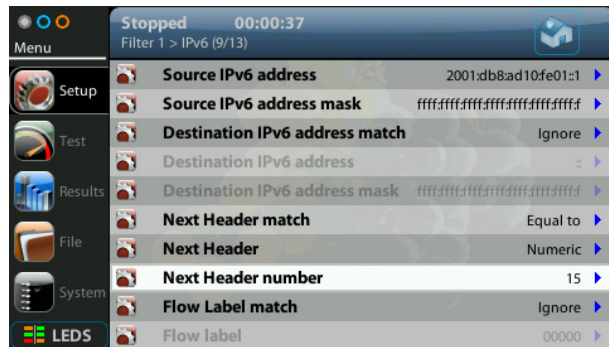 Menu
Stopped 00:00:37
Filter 1 > IPv6 (9/13)
Setup
Test
Results
File
System
LEDS
Source IPv6 address 2001:db8:ad10:fe01::1
Source IPv6 address mask ffff:ffff:ffff:ffff:ffff:ffff:ffff:f
Destination IPv6 address match Ignore
Destination IPv6 address ::
Destination IPv6 address mask ffff:ffff:ffff:ffff:ffff:ffff:ffff:f
Next Header match Equal to
Next Header Numeric
Next Header number 15
Flow Label match Ignore
Flow label 00000